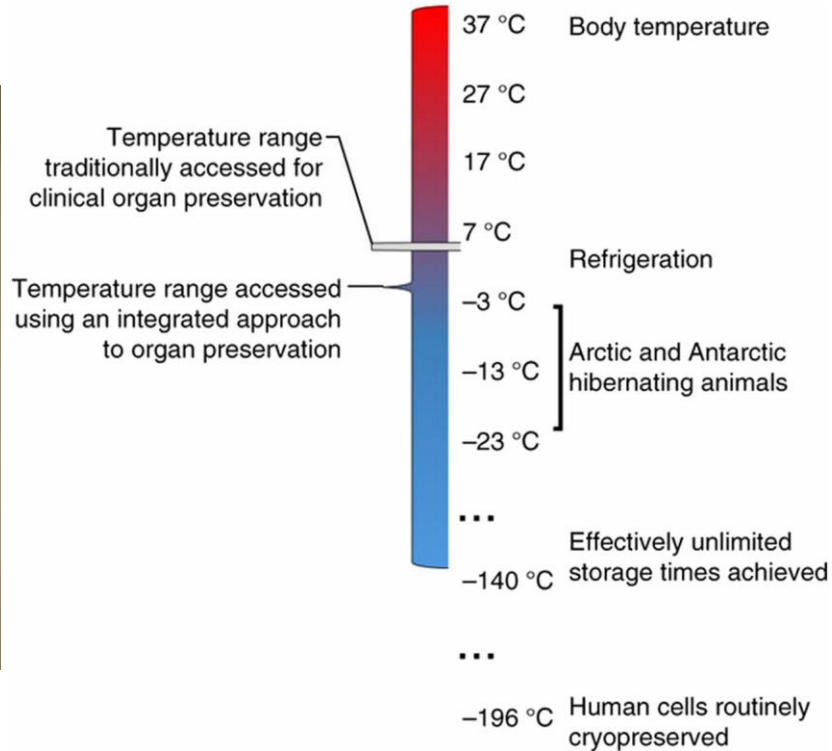 37 °C Body temperature
27 °C
Temperature range
traditionally accessed for
clinical organ preservation
17 °C
7 °C
Refrigeration
Temperature range accessed
using an integrated approach
to organ preservation
–3 °C
Arctic and Antarctic
hibernating animals
–13 °C
–23 °C
...
Effectively unlimited
storage times achieved
–140 °C
...
–196 °C
Human cells routinely
cryopreserved